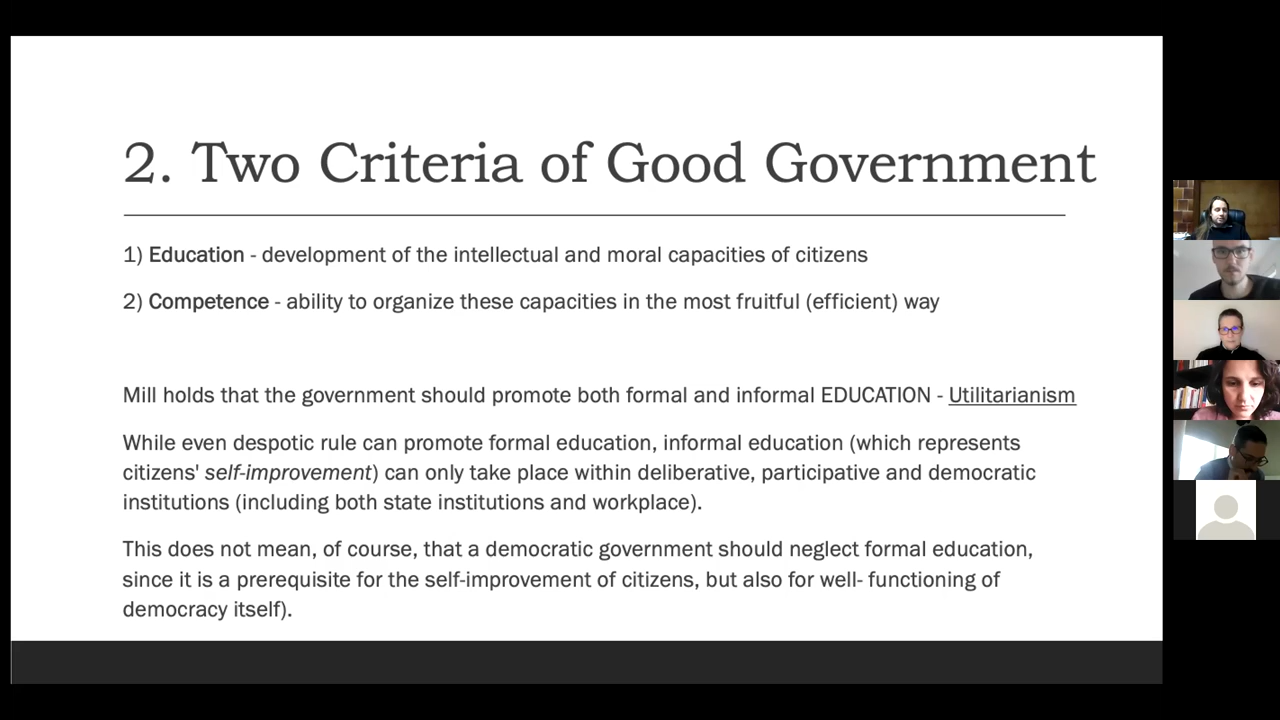 2. Two Criteria of Good Government
1) Education - development of the intellectual and moral capacities of citizens
2) Competence - ability to organize these capacities in the most fruitful (efficient) way
Mill holds that the government should promote both formal and informal EDUCATION - Utilitarianism
While even despotic rule can promote formal education, informal education (which represents
citizens' self-improvement) can only take place within deliberative, participative and democratic
institutions (including both state institutions and workplace).
This does not mean, of course, that a democratic government should neglect formal education,
since it is a prerequisite for the self-improvement of citizens, but also for well- functioning of
democracy itself).